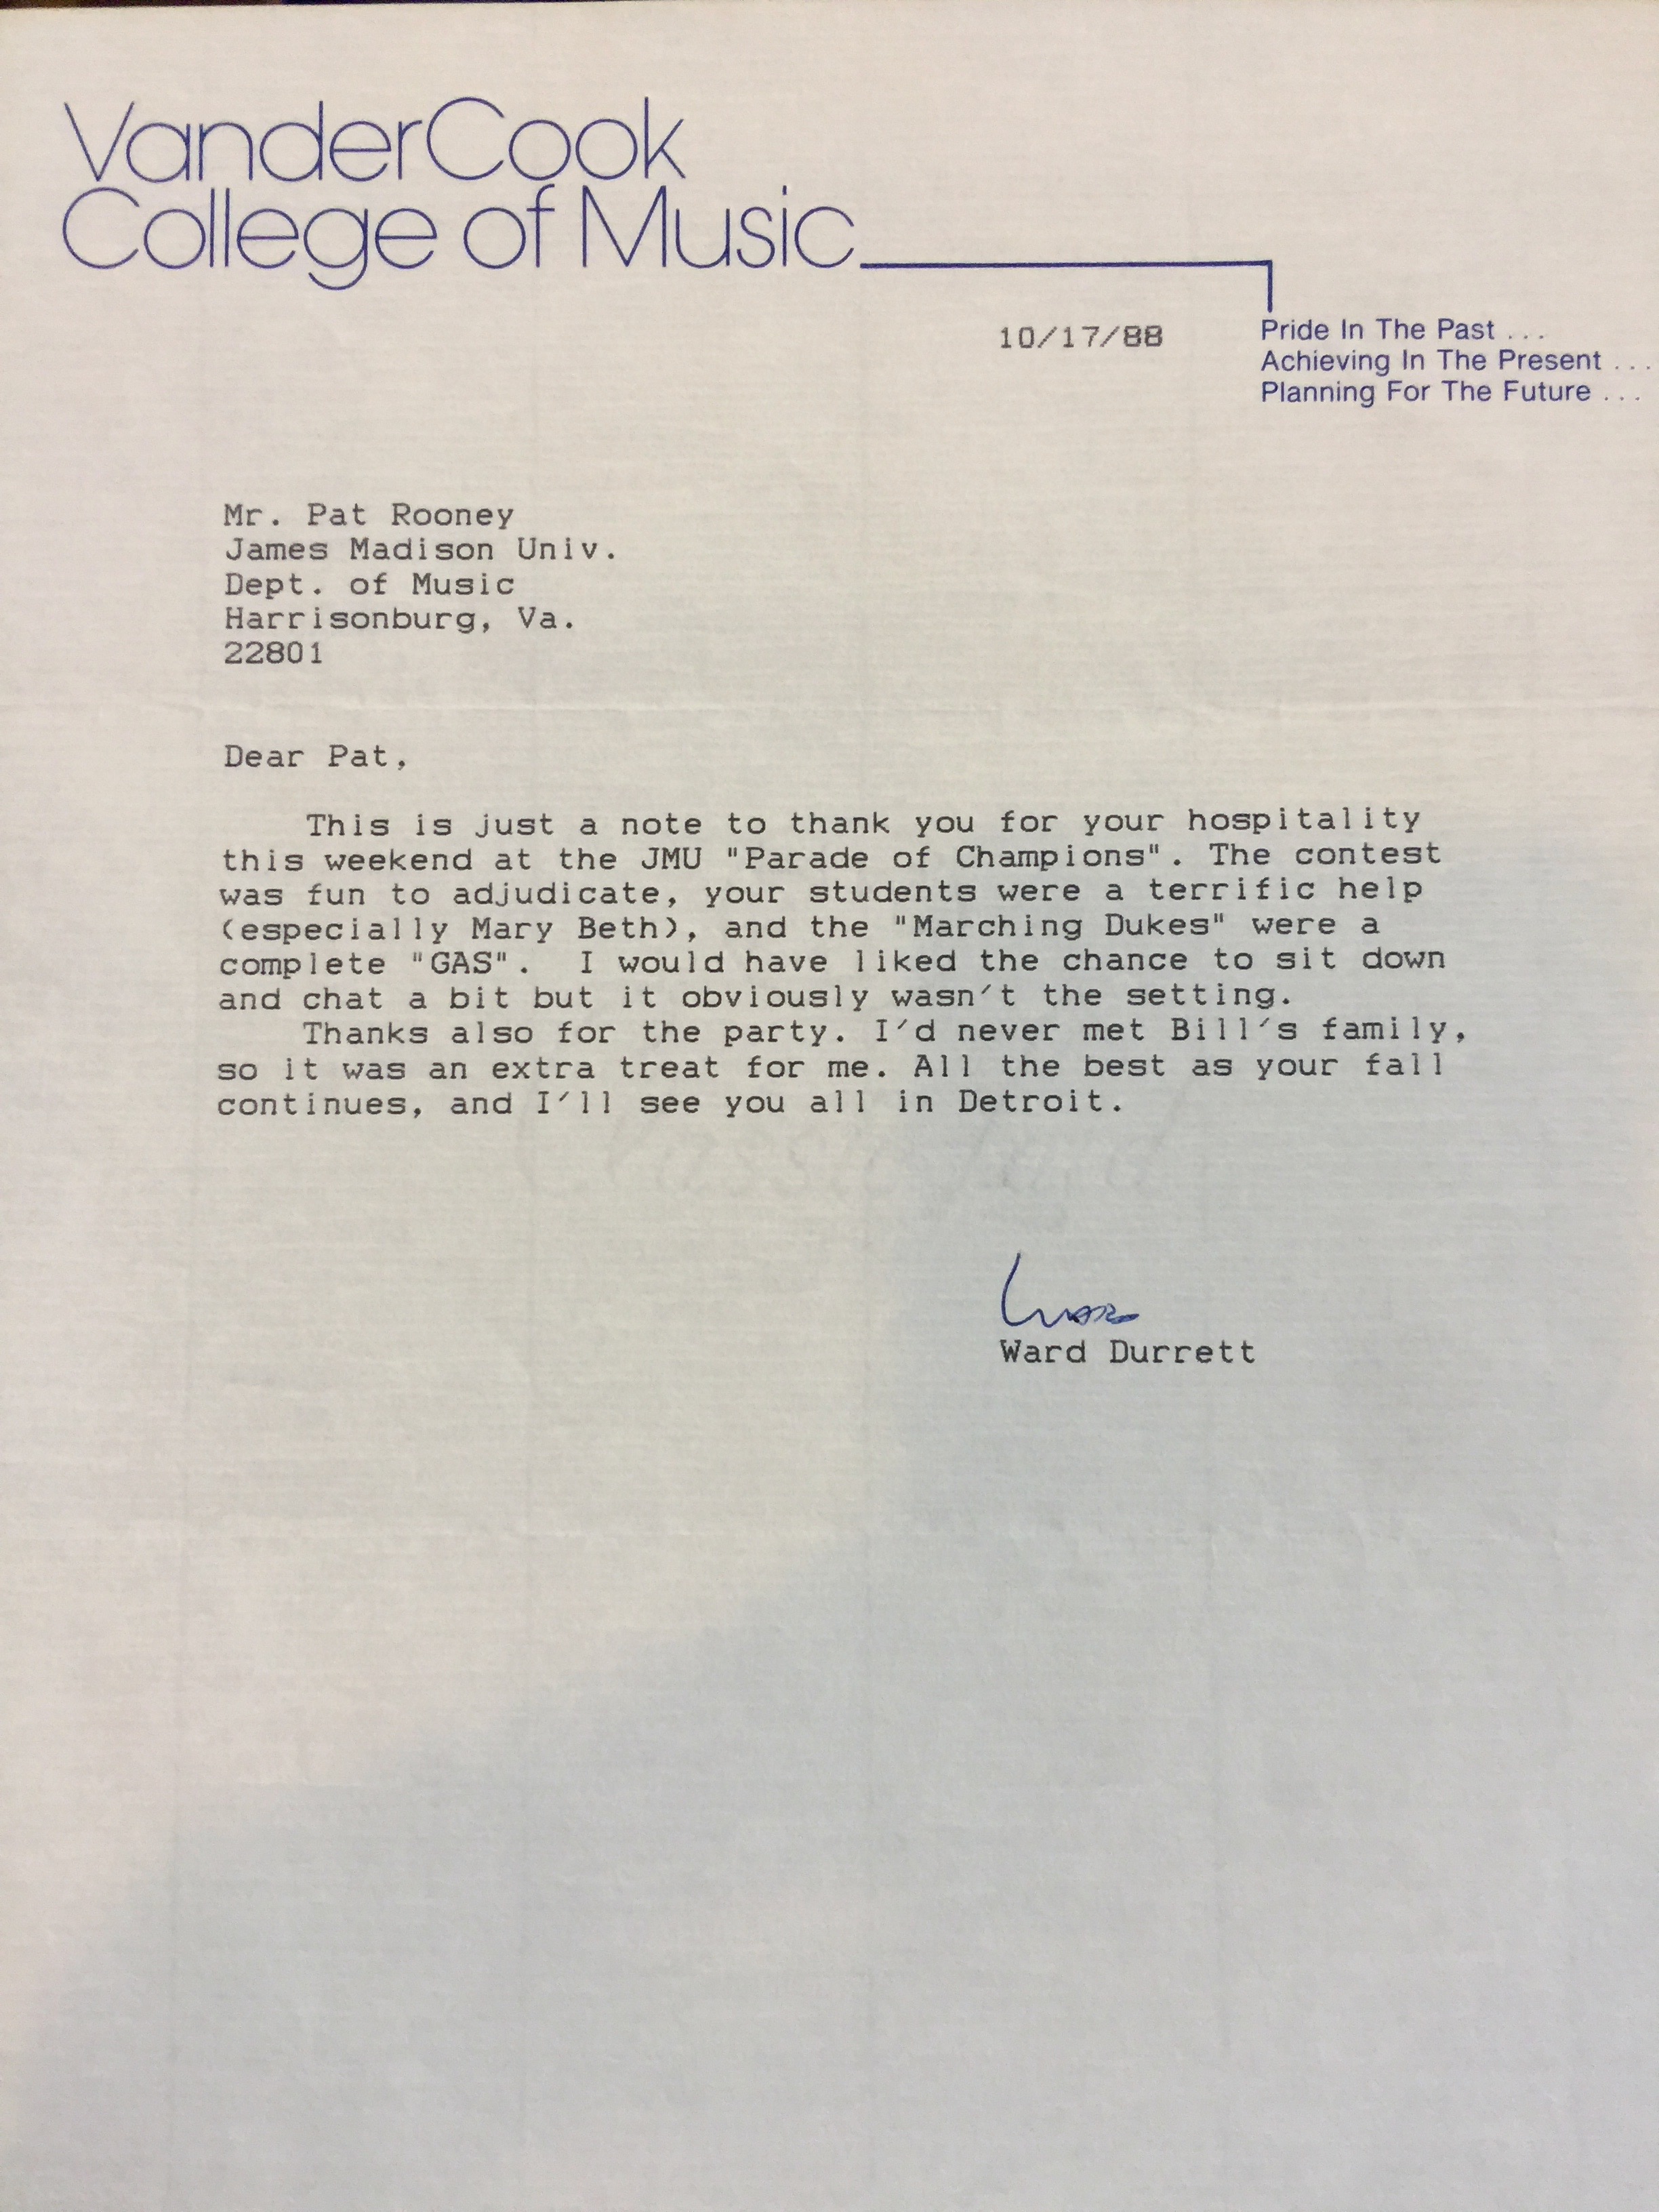 VanderCook
College of Music
10/17/88
Pride In The Past ...
Achieving In The Present ...
Planning For The Future ...
Mr. Pat Rooney
James Madison Univ.
Dept. of Music
Harrisonburg, Va.
22801
Dear Pat,
This is just a note to thank you for your hospitality
this weekend at the JMU "Parade of Champions". The contest
was fun to adjudicate, your students were a terrific help
(especially Mary Beth), and the "Marching Dukes" were a
complete "GAS".  I would have liked the chance to sit down
and chat a bit but it obviously wasn't the setting.
Thanks also for the party. I'd never met Bill's family,
so it was an extra treat for me. All the best as your fall
continues, and I'll see you all in Detroit.
Ward
Ward Durrett